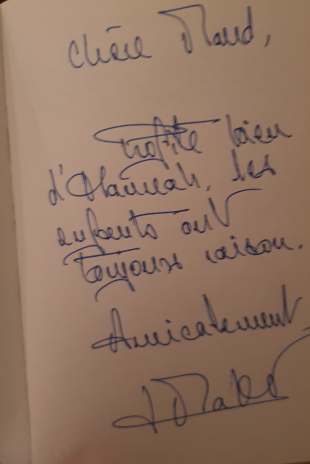 Chère Maud,
Profite bien
d'Hannah, les
enfants ont
toujours raison.
Amicalement